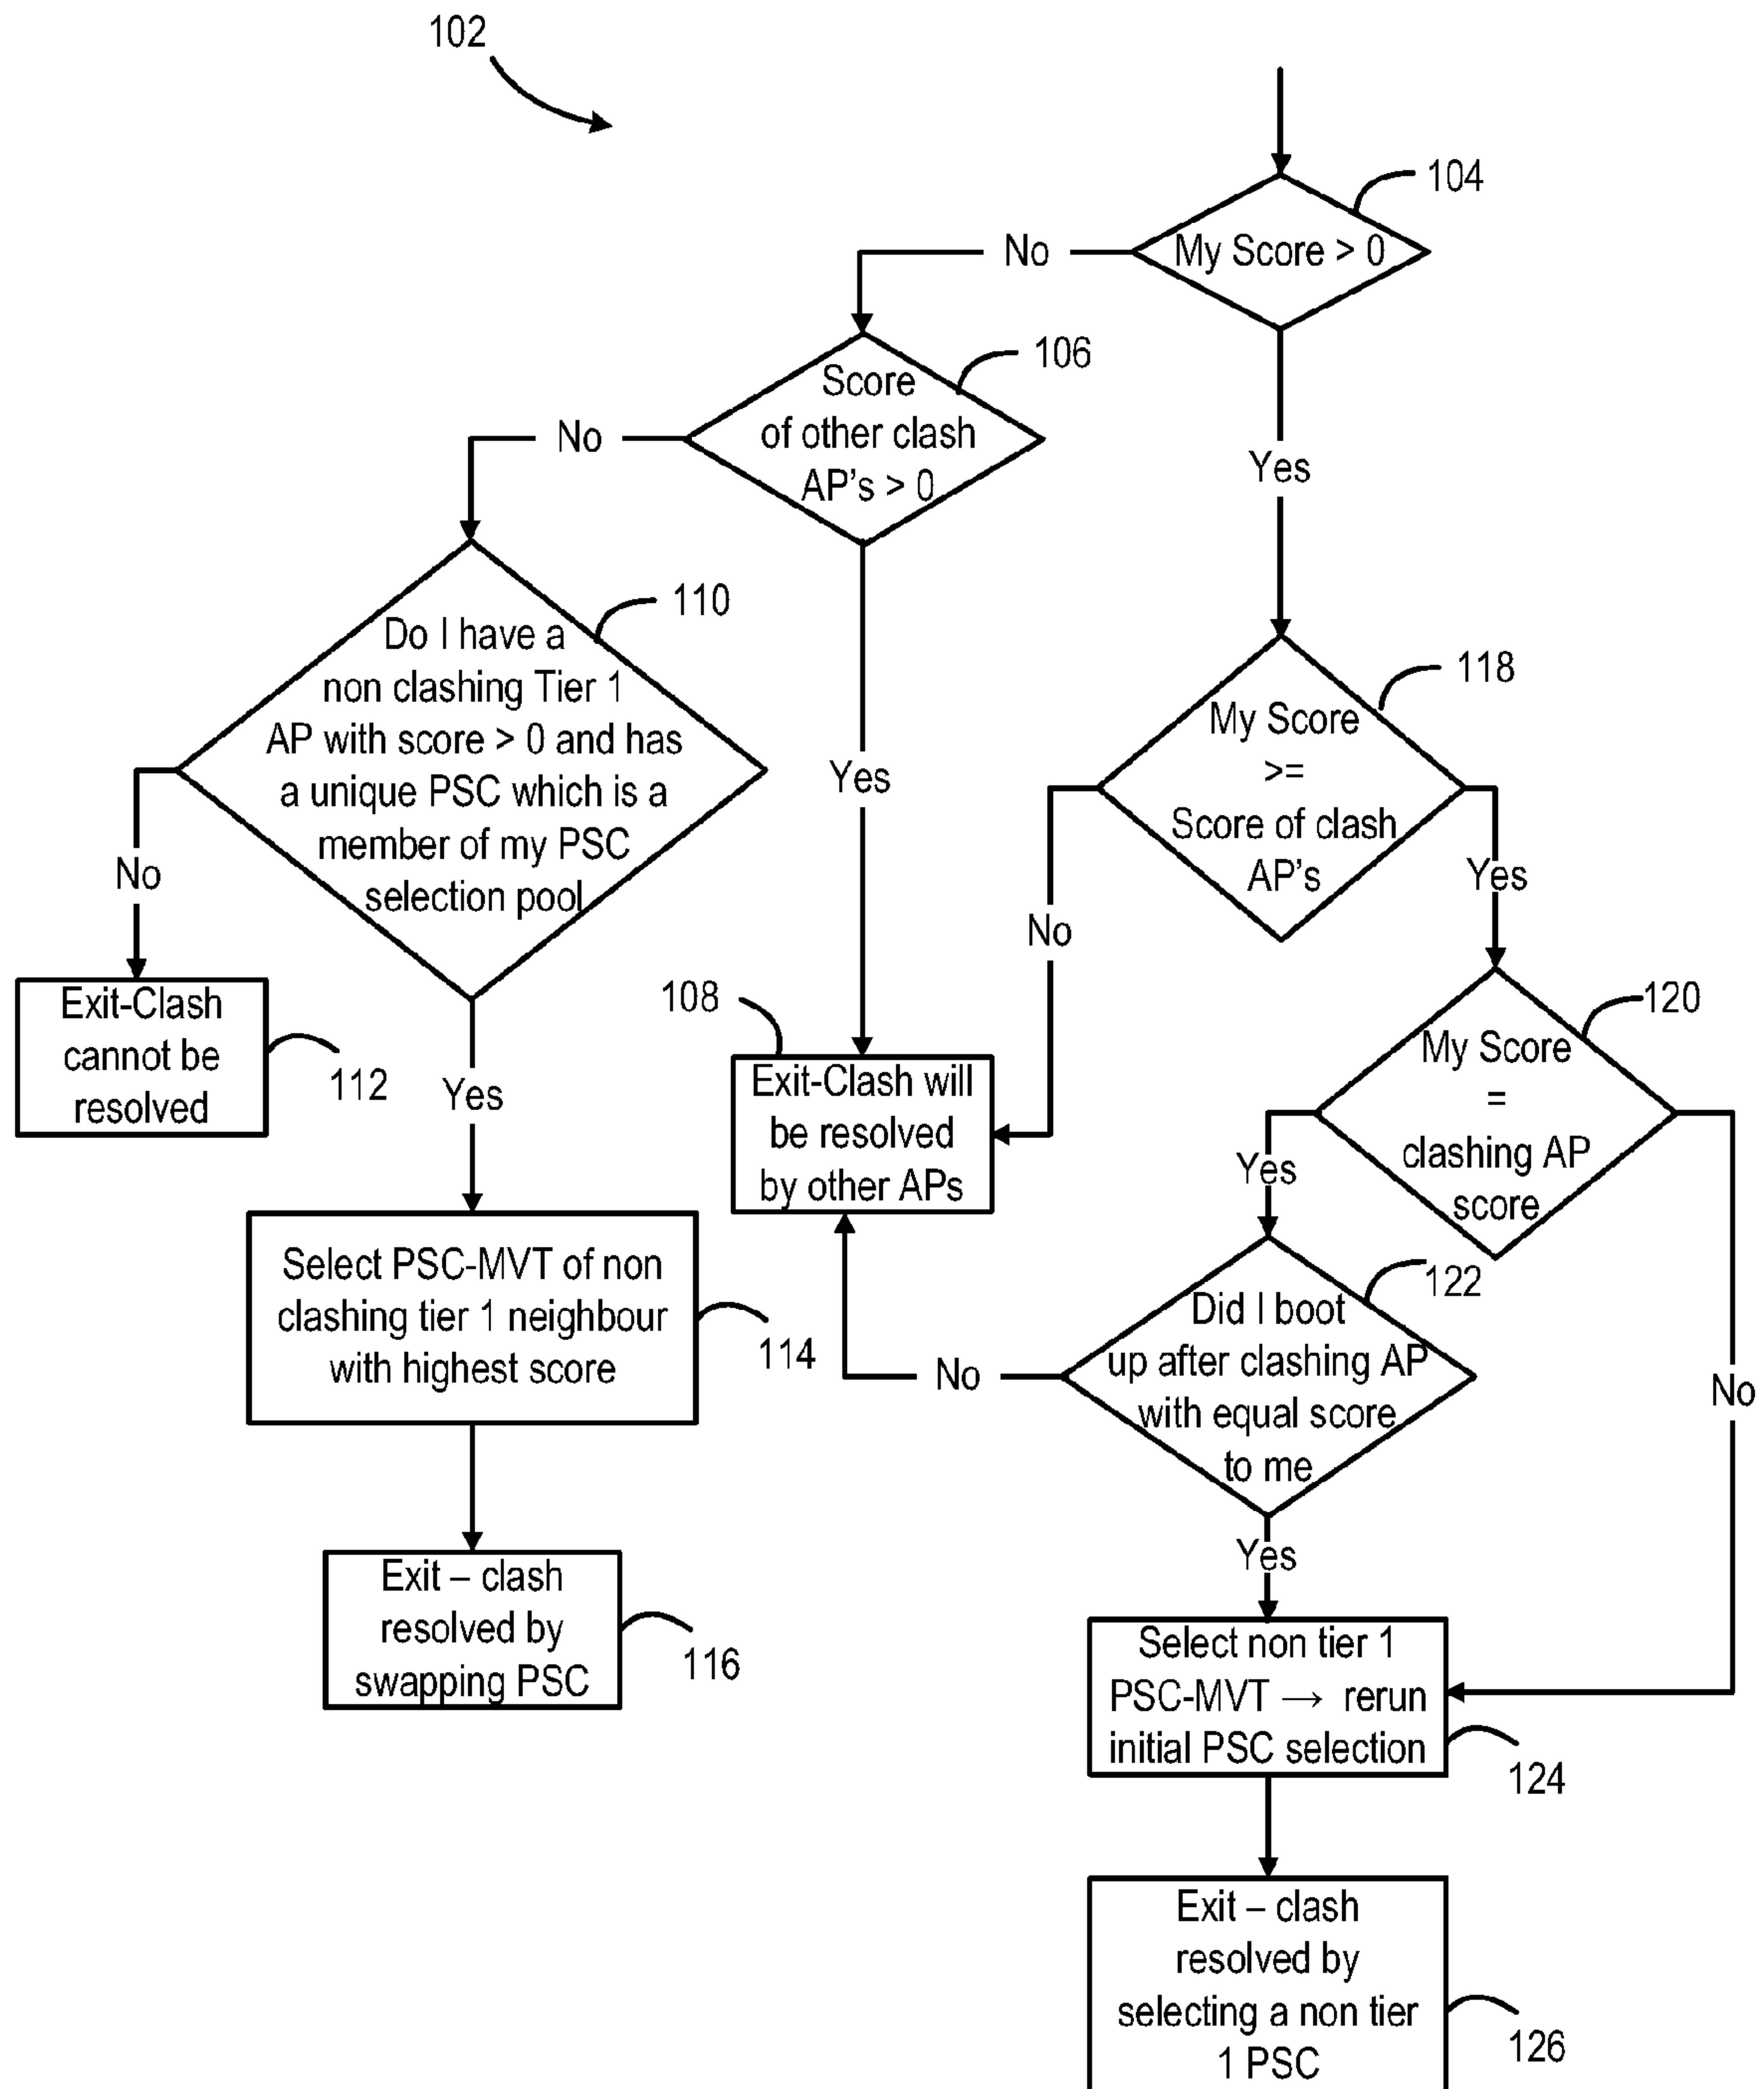 102
104
My Score > 0
No
106
Score
of other clash
AP's > 0
No
Yes
110
Do I have a
non clashing Tier 1
AP with score > 0 and has
a unique PSC which is a
member of my PSC
selection pool
118
My Score
>=
Score of clash
AP's
Yes
No
Yes
No
Exit-Clash
cannot be
resolved
112
Yes
108
Exit-Clash will
be resolved
by other APs
120
My Score
=
clashing AP
score
Yes
No
Select PSC-MVT of non
clashing tier 1 neighbour
with highest score
114
122
Did I boot
up after clashing AP
with equal score
to me
No
Yes
Exit – clash
resolved by
swapping PSC
116
Select non tier 1
PSC-MVT → rerun
initial PSC selection
124
Exit – clash
resolved by
selecting a non tier
1 PSC
126